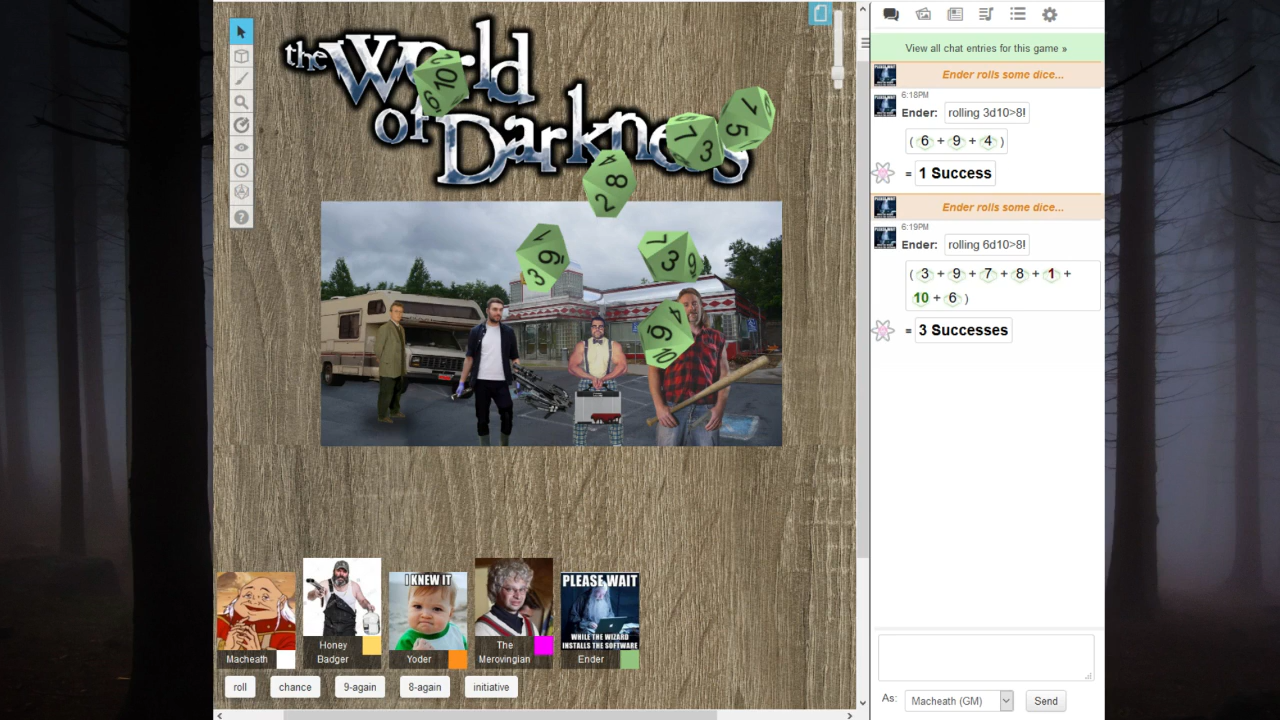 the World
of Darkness
I KNEW IT
PLEASE WAIT
WHILE THE WIZARD
INSTALLS THE SOFTWARE
Macheath
Honey
Badger
Yoder
The
Merovingian
Ender
roll
chance
9-again
8-again
initiative
View all chat entries for this game »
Ender rolls some dice...
6:18PM
Ender: rolling 3d10>8!
( 6 + 9 + 4 )
= 1 Success
Ender rolls some dice...
6:19PM
Ender: rolling 6d10>8!
( 3 + 9 + 7 + 8 + 1 +
10 + 6 )
= 3 Successes
As: Macheath (GM)
Send